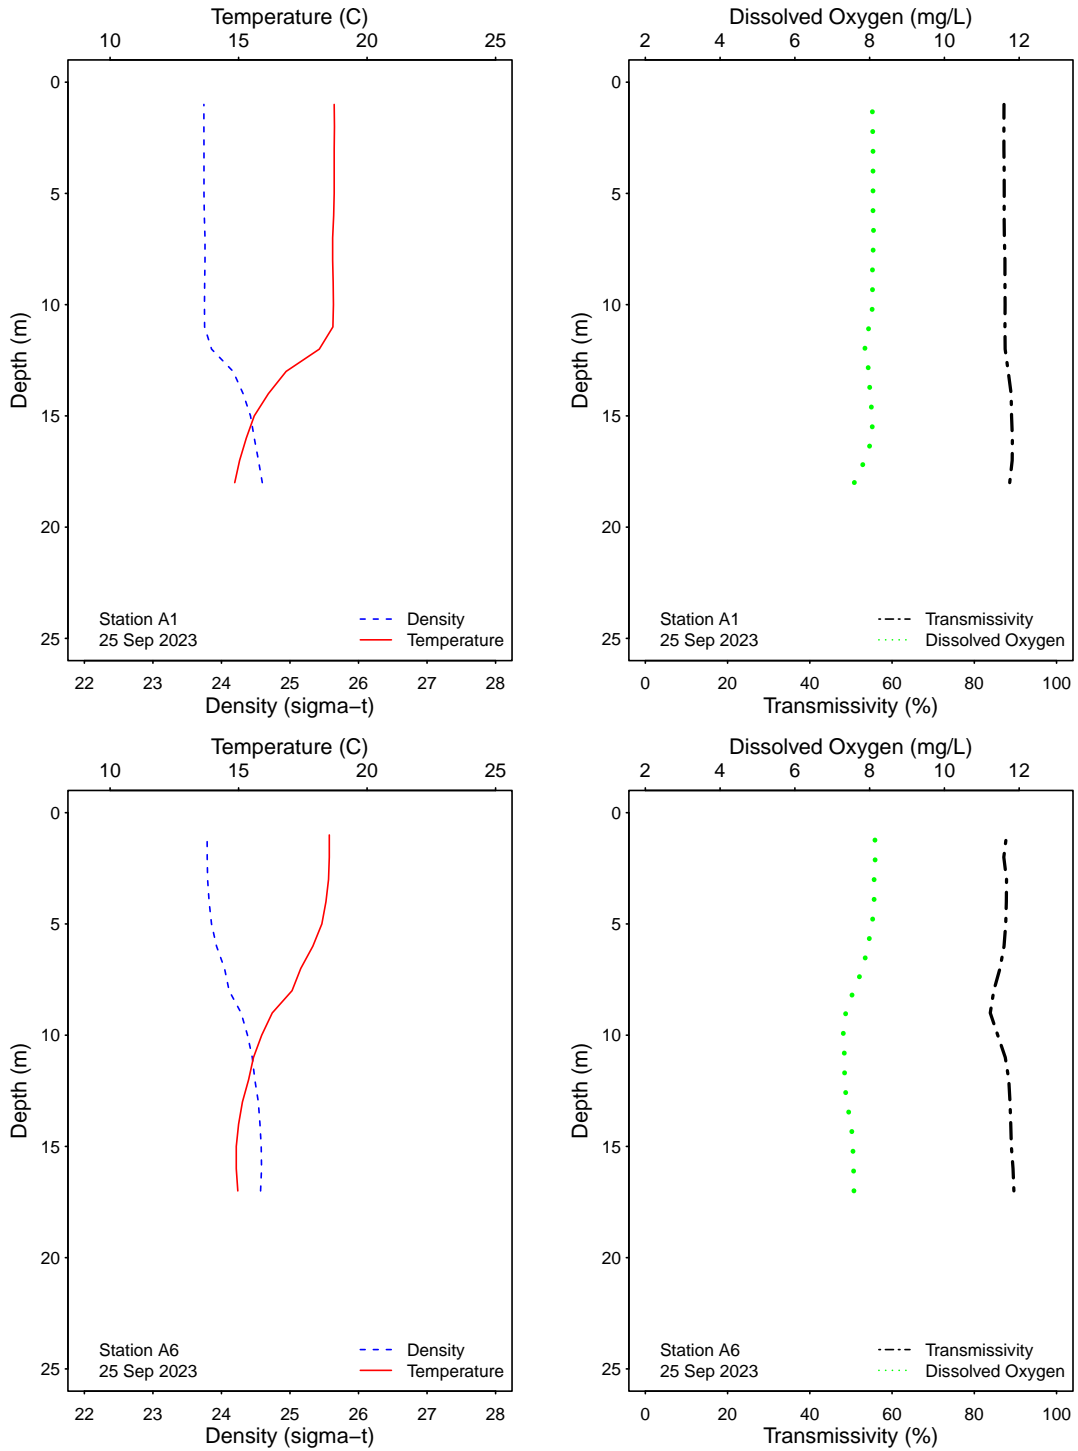 Temperature (C)
10 15 20 25
0
5
10
15
20
25
Depth (m)
Station A1
25 Sep 2023
Density
Temperature
22 23 24 25 26 27 28
Density (sigma−t)
Dissolved Oxygen (mg/L)
2 4 6 8 10 12
0
5
10
15
20
25
Depth (m)
Station A1
25 Sep 2023
Transmissivity
Dissolved Oxygen
0 20 40 60 80 100
Transmissivity (%)
Temperature (C)
10 15 20 25
0
5
10
15
20
25
Depth (m)
Station A6
25 Sep 2023
Density
Temperature
22 23 24 25 26 27 28
Density (sigma−t)
Dissolved Oxygen (mg/L)
2 4 6 8 10 12
0
5
10
15
20
25
Depth (m)
Station A6
25 Sep 2023
Transmissivity
Dissolved Oxygen
0 20 40 60 80 100
Transmissivity (%)